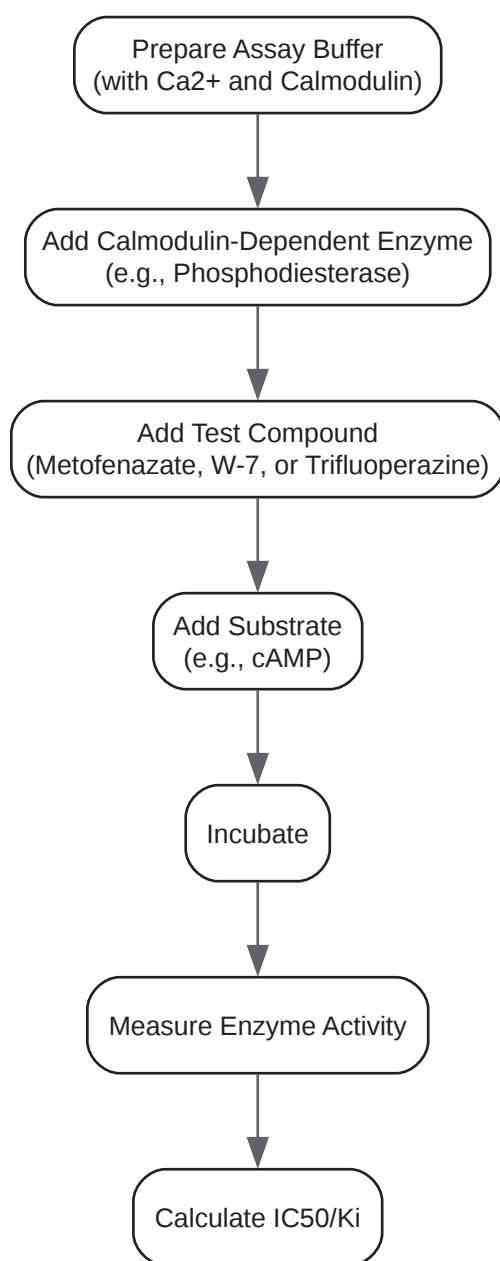 Prepare Assay Buffer
(with Ca2+ and Calmodulin)
Add Calmodulin-Dependent Enzyme
(e.g., Phosphodiesterase)
Add Test Compound
(Metofenazate, W-7, or Trifluoperazine)
Add Substrate
(e.g., cAMP)
Incubate
Measure Enzyme Activity
Calculate IC50/Ki